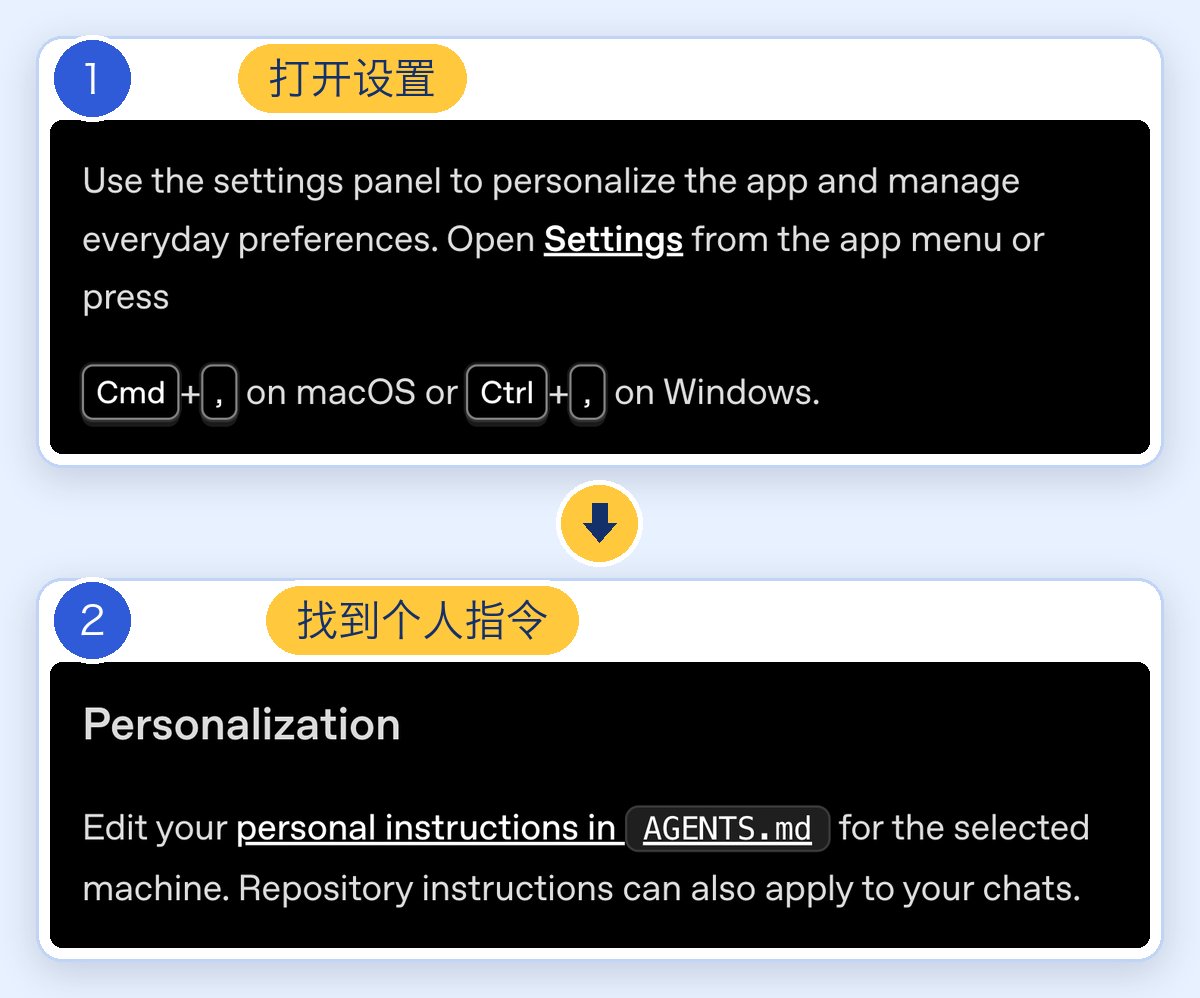 1
打开设置
Use the settings panel to personalize the app and manage
everyday preferences. Open Settings from the app menu or
press
Cmd+, on macOS or Ctrl+, on Windows.
2
找到个人指令
Personalization
Edit your personal instructions in AGENTS.md for the selected
machine. Repository instructions can also apply to your chats.